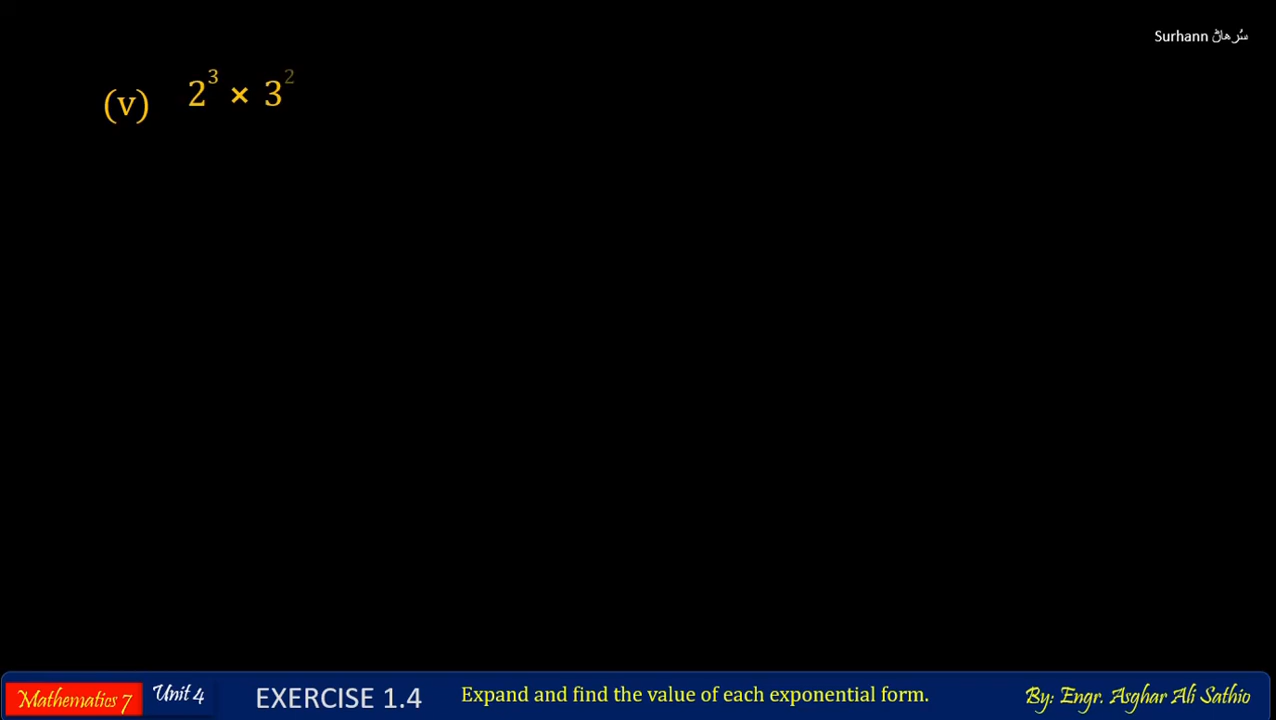 Surhann سُرهاڻ
(v) 2³ × 3²
Mathematics 7 Unit 4 EXERCISE 1.4 Expand and find the value of each exponential form. By: Engr. Asghar Ali Sathio